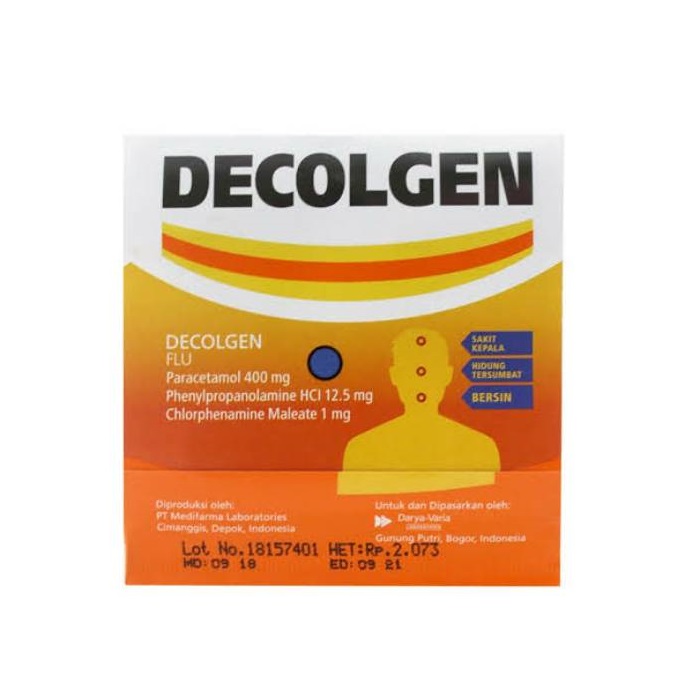 DECOLGEN
DECOLGEN
FLU
Paracetamol 400 mg
Phenylpropanolamine HCl 12.5 mg
Chlorphenamine Maleate 1 mg
SAKIT
KEPALA
HIDUNG
TERSUMBAT
BERSIN
Diproduksi oleh:
PT Medifarma Laboratories
Cimanggis, Depok, Indonesia
Untuk dan Dipasarkan oleh:
Darya-Varia
Gunung Putri, Bogor, Indonesia
Lot No.18157401 HET:Rp.2.073
MD:09 18 ED:09 21